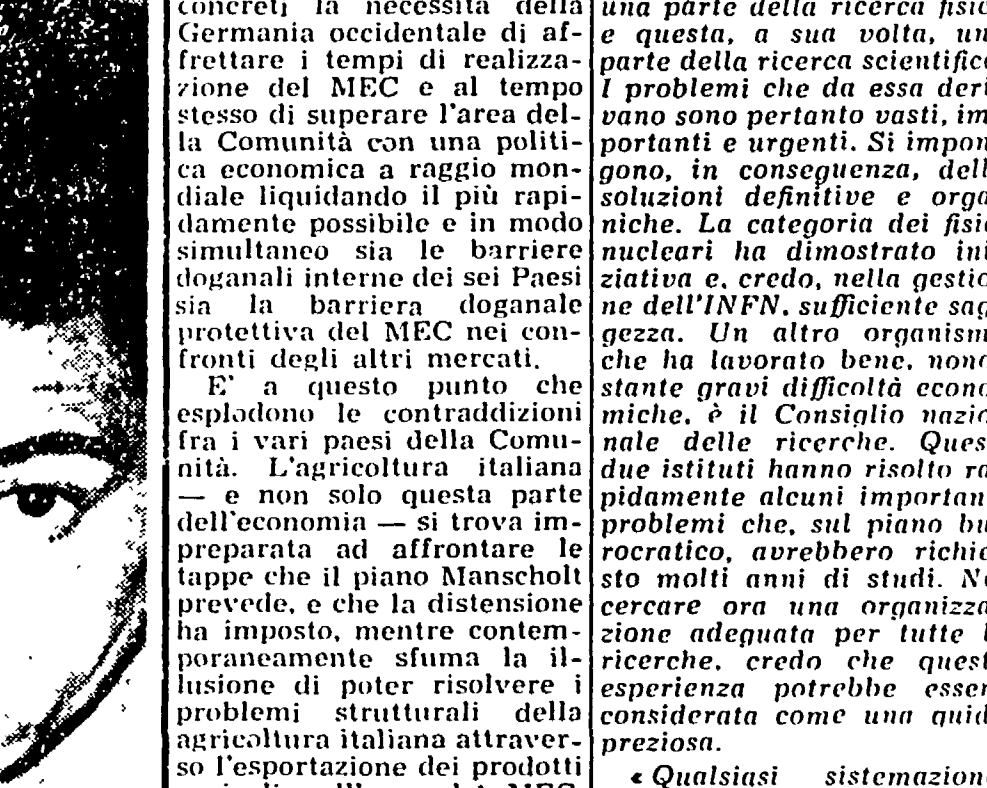 concreti la necessità della
Germania occidentale di af-
frettare i tempi di realizza-
zione del MEC e al tempo
stesso di superare l'area del-
la Comunità con una politi-
ca economica a raggio mon-
diale liquidando il più rapi-
damente possibile e in modo
simultaneo sia le barriere
doganali interne dei sei Paesi
sia la barriera doganale
protettiva del MEC nei con-
fronti degli altri mercati.
E' a questo punto che
esplodono le contraddizioni
fra i vari paesi della Comu-
nità. L'agricoltura italiana
— e non solo questa parte
dell'economia — si trova im-
preparata ad affrontare le
tappe che il piano Manscholt
prevede, e che la distensione
ha imposto, mentre contem-
poraneamente sfuma la il-
lusione di poter risolvere i
problemi strutturali della
agricoltura italiana attraver-
so l'esportazione dei prodotti
una parte della ricerca fisic
e questa, a sua volta, un
parte della ricerca scientific
I problemi che da essa deri
vano sono pertanto vasti, im
portanti e urgenti. Si impon
gono, in conseguenza, dell
soluzioni definitive e orga
niche. La categoria dei fisic
nucleari ha dimostrato ini
ziativa e, credo, nella gestio
ne dell'INFN, sufficiente sag
gezza. Un altro organism
che ha lavorato bene, nono
stante gravi difficoltà econo
miche, è il Consiglio nazio
nale delle ricerche. Quest
due istituti hanno risolto ra
pidamente alcuni important
problemi che, sul piano bu
rocratico, avrebbero richie
sto molti anni di studi. Ne
cercare ora una organizza
zione adeguata per tutte l
ricerche, credo che quest
esperienza potrebbe esser
considerata come una guid
preziosa.
« Qualsiasi sistemazion